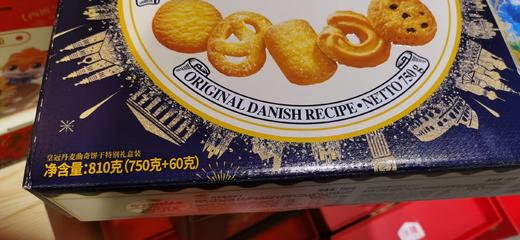 ORIGINAL DANISH RECIPE • NETTO 750g
皇冠丹麦曲奇饼干特别礼盒装
净含量:810克(750克+60克)